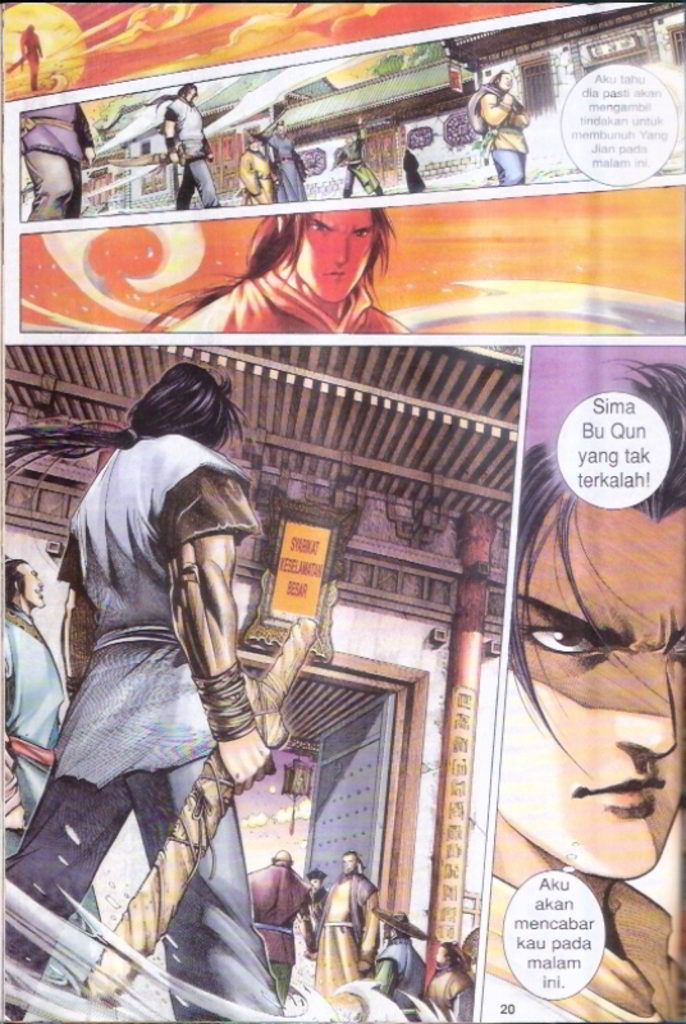 Aku tahu
dia pasti akan
mengambil
tindakan untuk
membunuh Yang
Jian pada
malam ini.
SYARIKAT
KESELAMATAN
BESAR
Sima
Bu Qun
yang tak
terkalah!
Aku
akan
mencabar
kau pada
malam
ini.
20